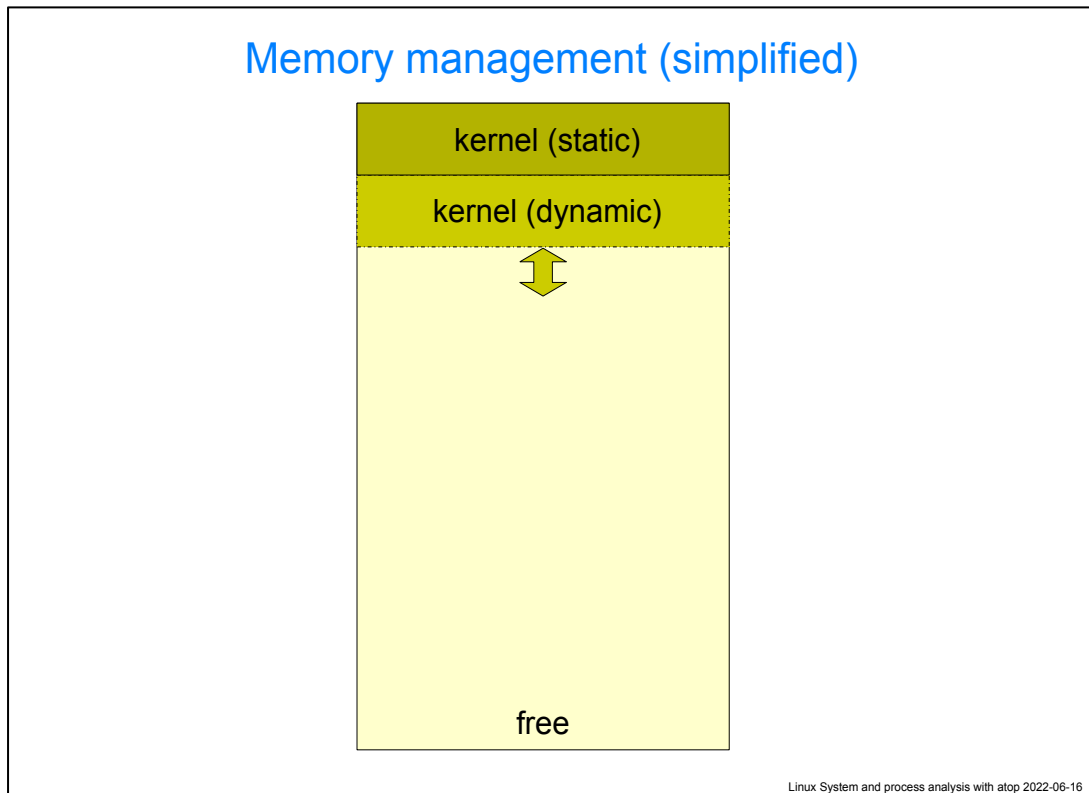 Memory management (simplified)
kernel (static)
kernel (dynamic)
free
Linux System and process analysis with atop 2022-06-16